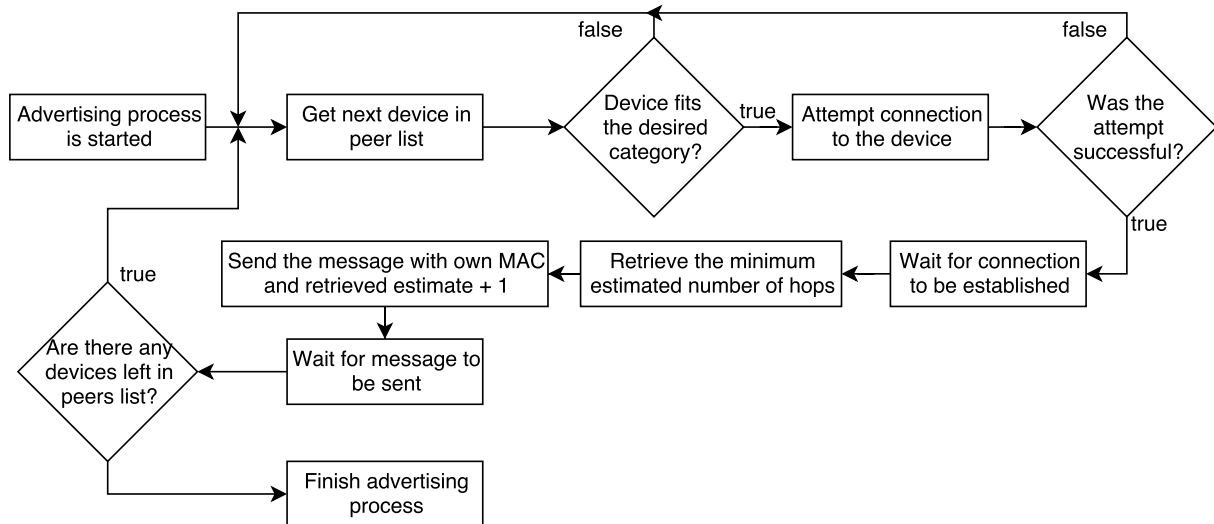 false
false
Advertising process
is started
Get next device in
peer list
Device fits
the desired
category?
true
Attempt connection
to the device
Was the
attempt
successful?
true
Send the message with own MAC
and retrieved estimate + 1
Retrieve the minimum
estimated number of hops
Wait for connection
to be established
true
Are there any
devices left in
peers list?
Wait for message to
be sent
Finish advertising
process